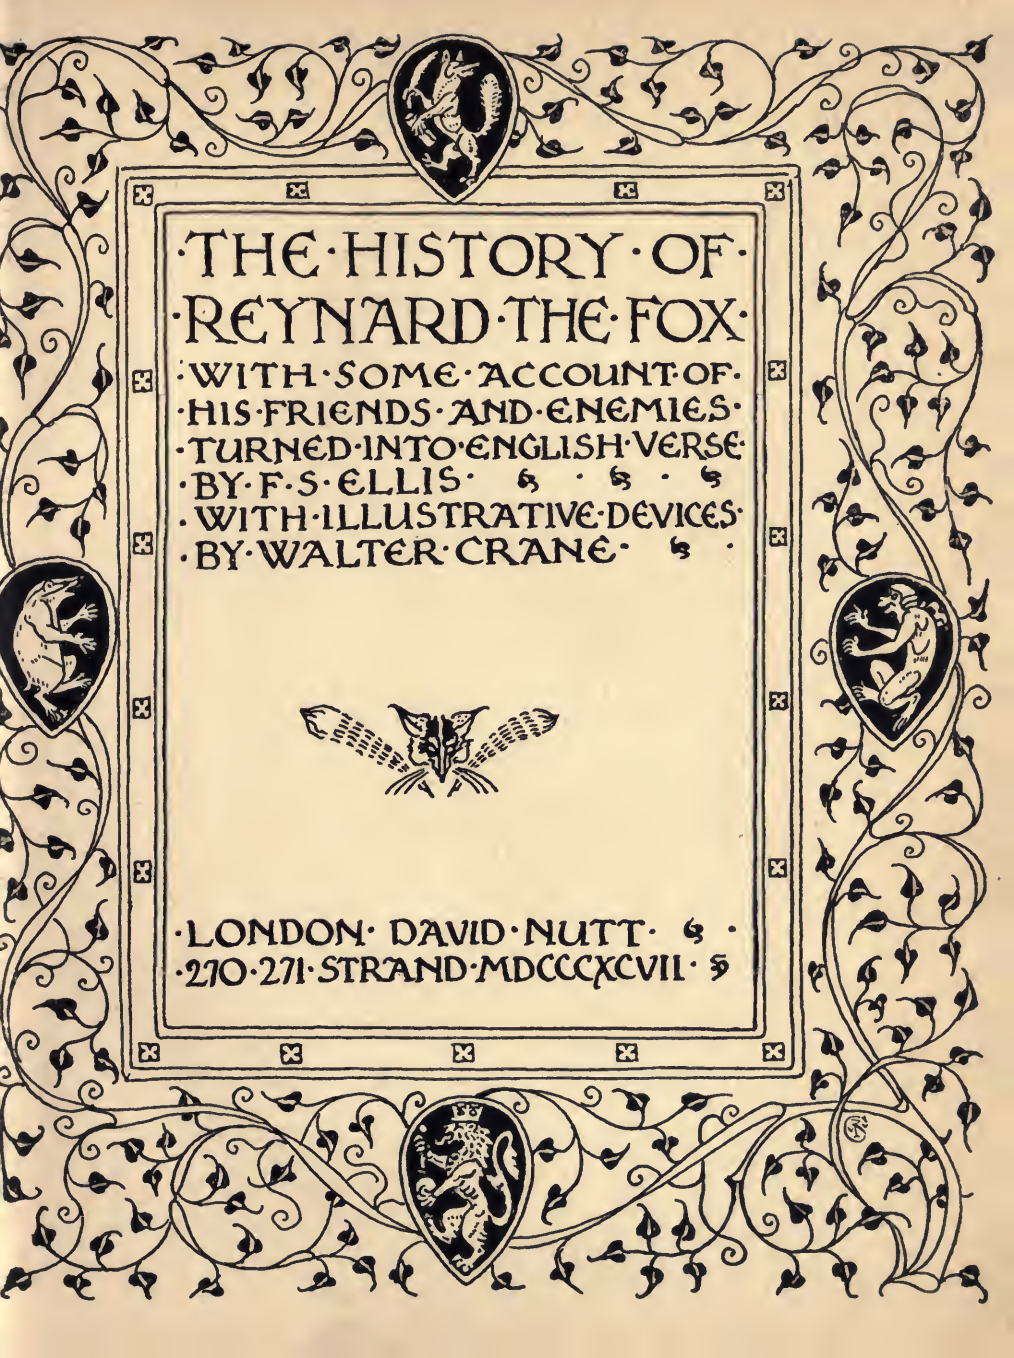 ·THE·HISTORY·OF·
·REYNARD·THE·FOX·
·WITH·SOME·ACCOUNT·OF·
·HIS·FRIENDS·AND·ENEMIES·
·TURNED·INTO·ENGLISH·VERSE·
·BY·F·S·ELLIS·
·WITH·ILLUSTRATIVE·DEVICES·
·BY·WALTER·CRANE·
·LONDON· DAVID·NUTT·
·270·271·STRAND·MDCCCXCVII·